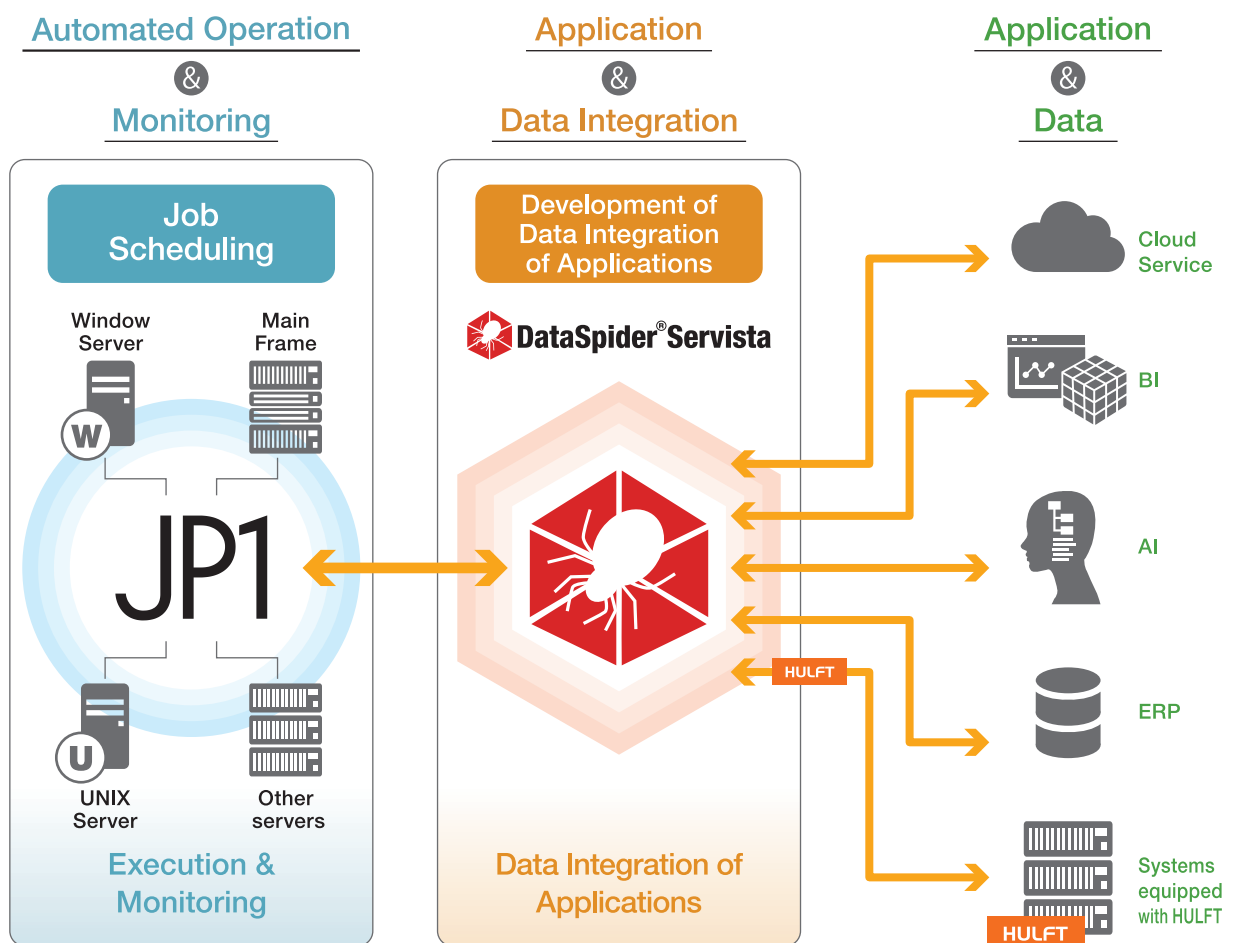 Automated Operation
&
Monitoring
Job
Scheduling
Window
Server
Main
Frame
W
JP1
U
UNIX
Server
Other
servers
Execution &
Monitoring
Application
&
Data Integration
Development of
Data Integration
of Applications
DataSpider® Servista
HULFT
Data Integration of
Applications
Application
&
Data
Cloud
Service
BI
AI
ERP
Systems
equipped
with HULFT
HULFT